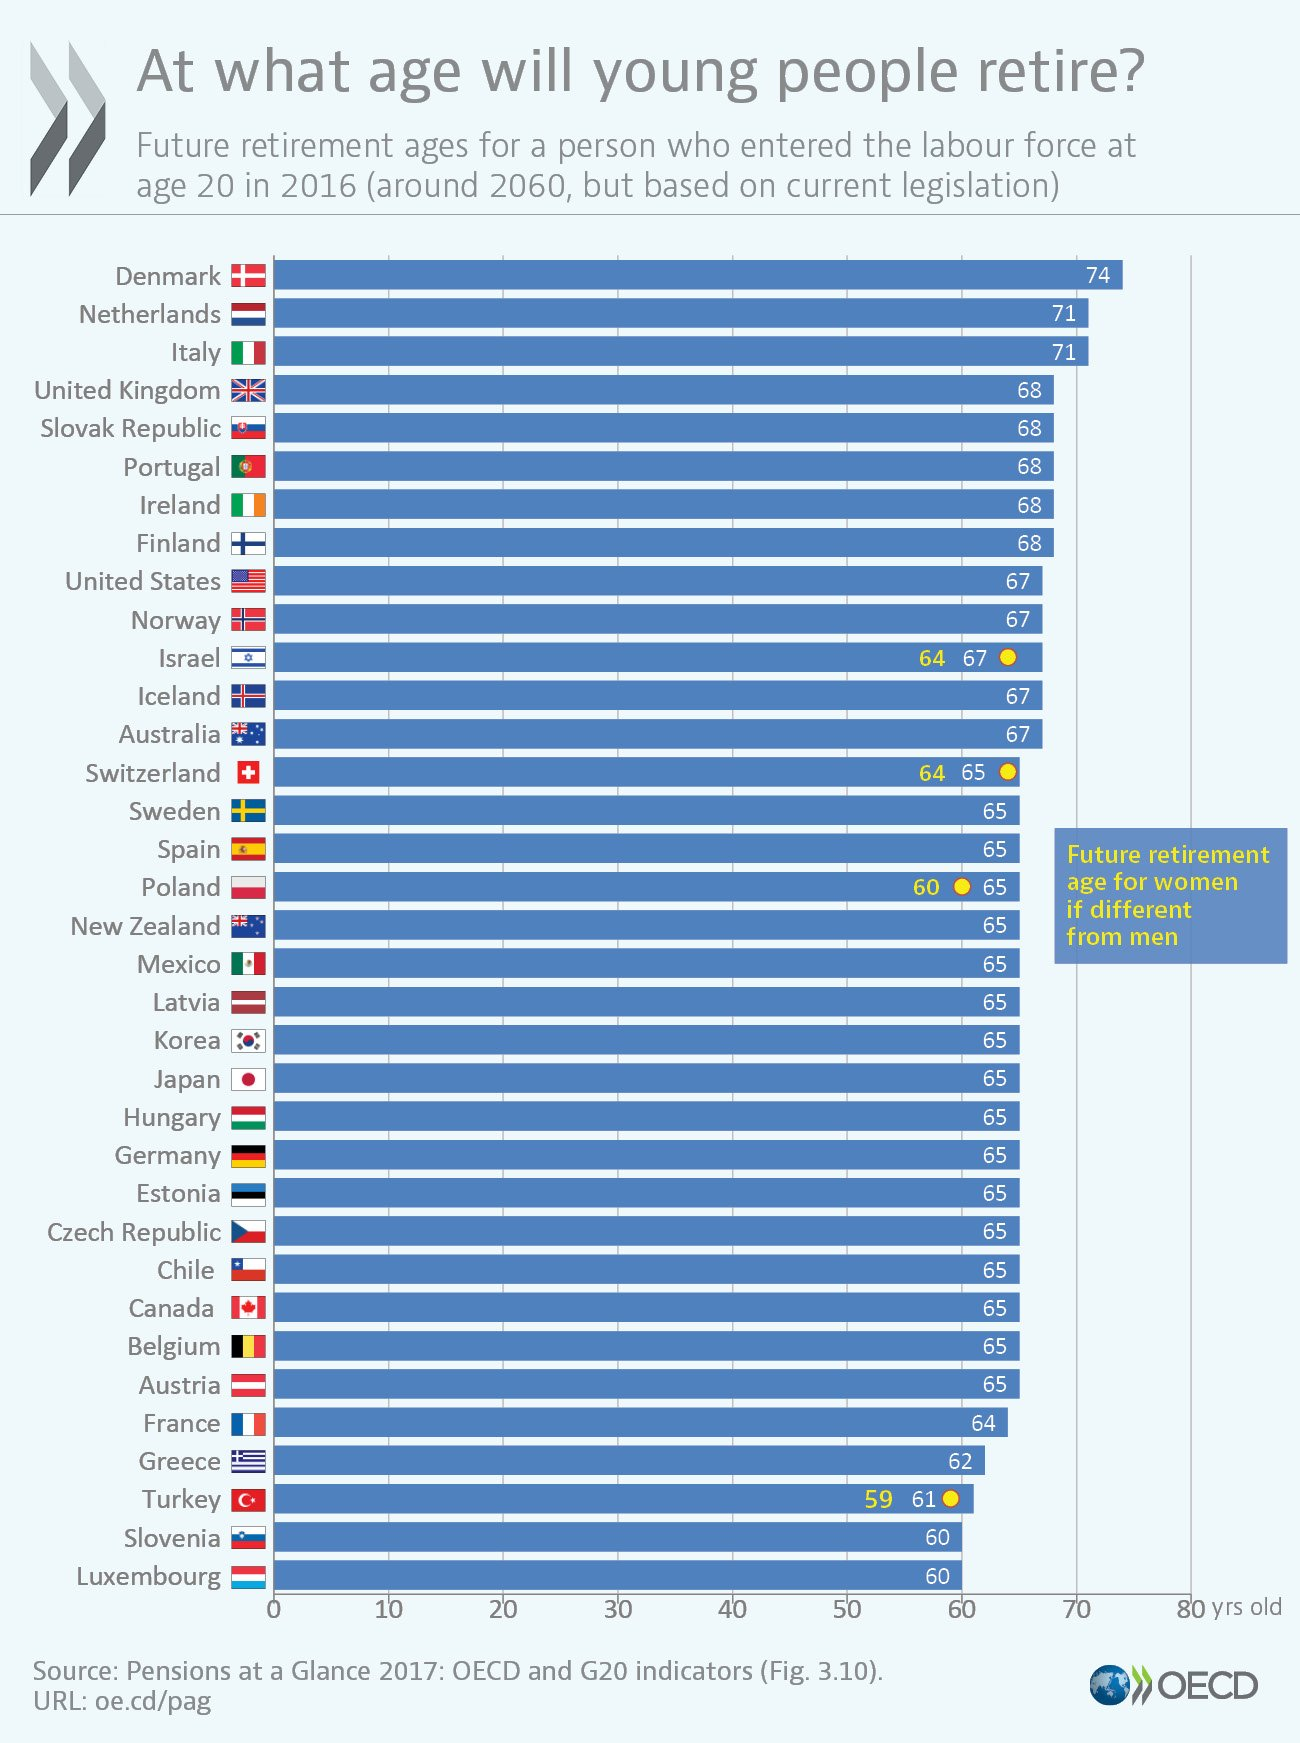 At what age will young people retire?
Future retirement ages for a person who entered the labour force at
age 20 in 2016 (around 2060, but based on current legislation)
Denmark 74
Netherlands 71
Italy 71
United Kingdom 68
Slovak Republic 68
Portugal 68
Ireland 68
Finland 68
United States 67
Norway 67
Israel 64 67
Iceland 67
Australia 67
Switzerland 64 65
Sweden 65
Spain 65
Poland 60 65
New Zealand 65
Mexico 65
Latvia 65
Korea 65
Japan 65
Hungary 65
Germany 65
Estonia 65
Czech Republic 65
Chile 65
Canada 65
Belgium 65
Austria 65
France 64
Greece 62
Turkey 59 61
Slovenia 60
Luxembourg 60
Future retirement
age for women
if different
from men
0 10 20 30 40 50 60 70 80 yrs old
Source: Pensions at a Glance 2017: OECD and G20 indicators (Fig. 3.10).
URL: oe.cd/pag
OECD